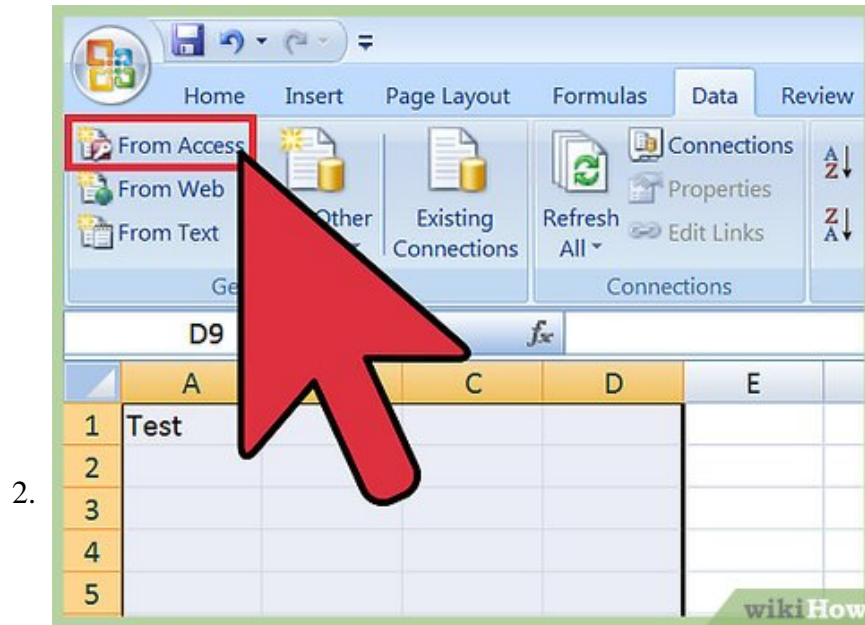 Home Insert Page Layout Formulas Data Review
From Access
From Web
From Text
Other
Existing
Connections
Refresh
All
Connections
Properties
Edit Links
A
Z
Z
A
Ge
Connections
D9
fx
A C D E
1 Test
2
3
4
5
2.
wikiHow